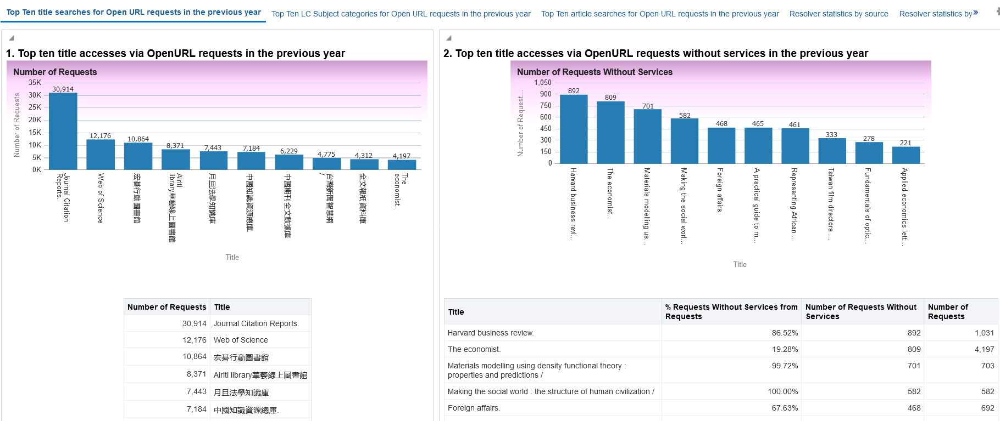 Top Ten title searches for Open URL requests in the previous year
Top Ten LC Subject categories for Open URL requests in the previous year
Top Ten article searches for Open URL requests in the previous year
Resolver statistics by source
Resolver statistics by
1. Top ten title accesses via OpenURL requests in the previous year
Number of Requests
Number of Requests
35K
30K
25K
20K
15K
10K
5K
0K
30,914
12,176
10,864
8,371
7,443
7,184
6,229
4,775
4,312
4,197
Journal Citation
Reports.
Web of Science
宏碁行動圖書館
Airiti
library華藝線上圖書館
月旦法學知識庫
中國知識資源總庫.
中國期刊全文數據庫
台灣新聞智慧網
/
全文報紙資料庫
The
economist.
Title
Number of Requests Title
30,914 Journal Citation Reports.
12,176 Web of Science
10,864 宏碁行動圖書館
8,371 Airiti library華藝線上圖書館
7,443 月旦法學知識庫
7,184 中國知識資源總庫.
2. Top ten title accesses via OpenURL requests without services in the previous year
Number of Requests Without Services
Number of Request...
1,050
900
750
600
450
300
150
0
892
809
701
582
468
465
461
333
278
221
Harvard business revi...
The economist.
Materials modelling us...
Making the social worl...
Foreign affairs.
A practical guide to m...
Representing African ...
Taiwan film directors ...
Fundamentals of optic...
Applied economics lett...
Title
Title % Requests Without Services from Requests Number of Requests Without Services Number of Requests
Harvard business review. 86.52% 892 1,031
The economist. 19.28% 809 4,197
Materials modelling using density functional theory :
properties and predictions / 99.72% 701 703
Making the social world : the structure of human civilization / 100.00% 582 582
Foreign affairs. 67.63% 468 692